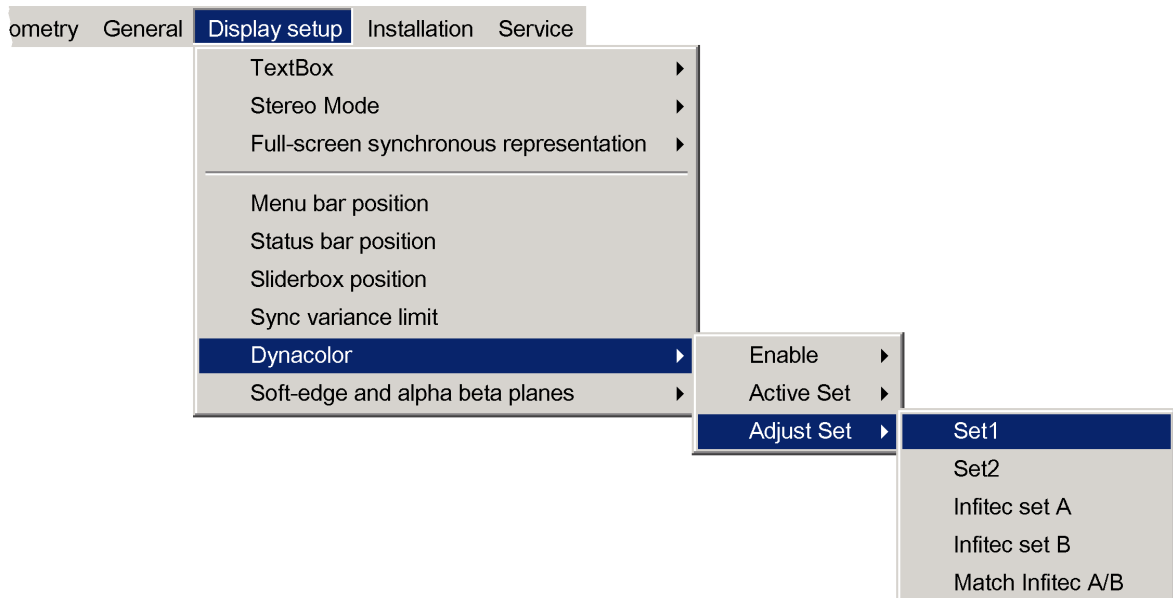 ometry General Display setup Installation Service
TextBox
Stereo Mode
Full-screen synchronous representation
Menu bar position
Status bar position
Sliderbox position
Sync variance limit
Dynacolor
Soft-edge and alpha beta planes
Enable
Active Set
Adjust Set
Set1
Set2
Infitec set A
Infitec set B
Match Infitec A/B